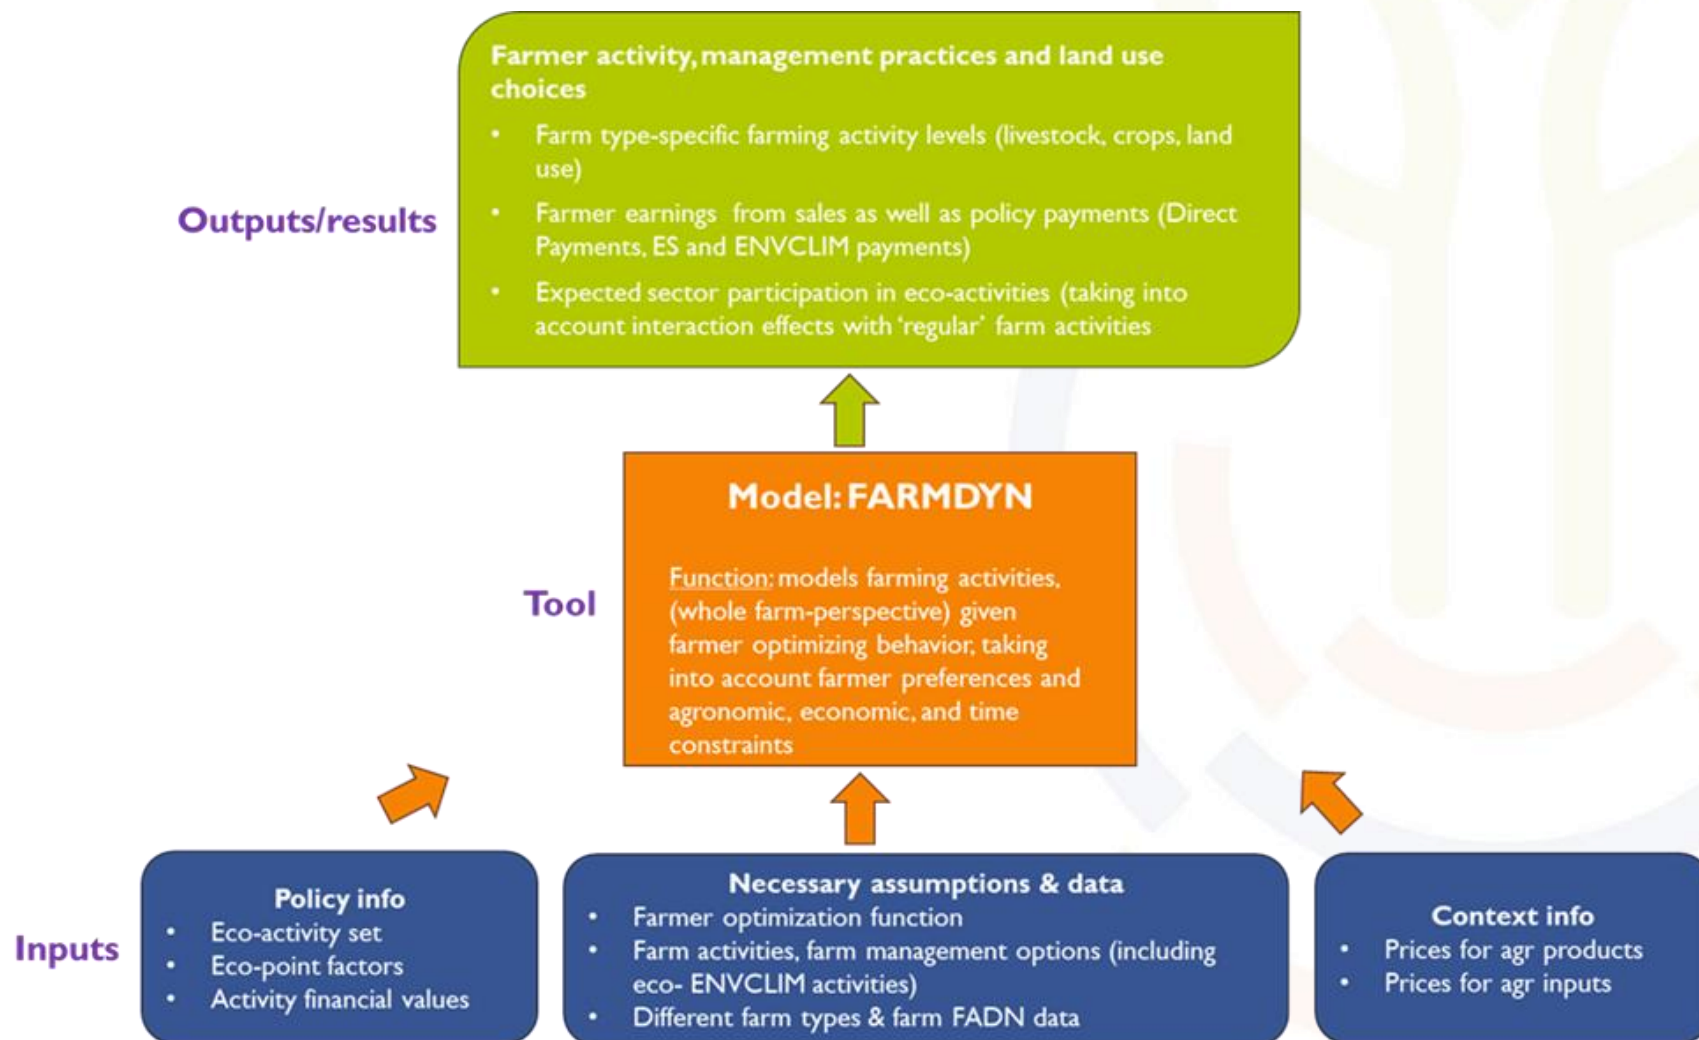 Farmer activity, management practices and land use
choices
• Farm type-specific farming activity levels (livestock, crops, land
use)
• Farmer earnings from sales as well as policy payments (Direct
Payments, ES and ENVCLIM payments)
• Expected sector participation in eco-activities (taking into
account interaction effects with 'regular' farm activities
Outputs/results
Model: FARMDYN
Function: models farming activities,
(whole farm-perspective) given
farmer optimizing behavior, taking
into account farmer preferences and
agronomic, economic, and time
constraints
Tool
Inputs
Policy info
• Eco-activity set
• Eco-point factors
• Activity financial values
Necessary assumptions & data
• Farmer optimization function
• Farm activities, farm management options (including
eco- ENVCLIM activities)
• Different farm types & farm FADN data
Context info
• Prices for agr products
• Prices for agr inputs